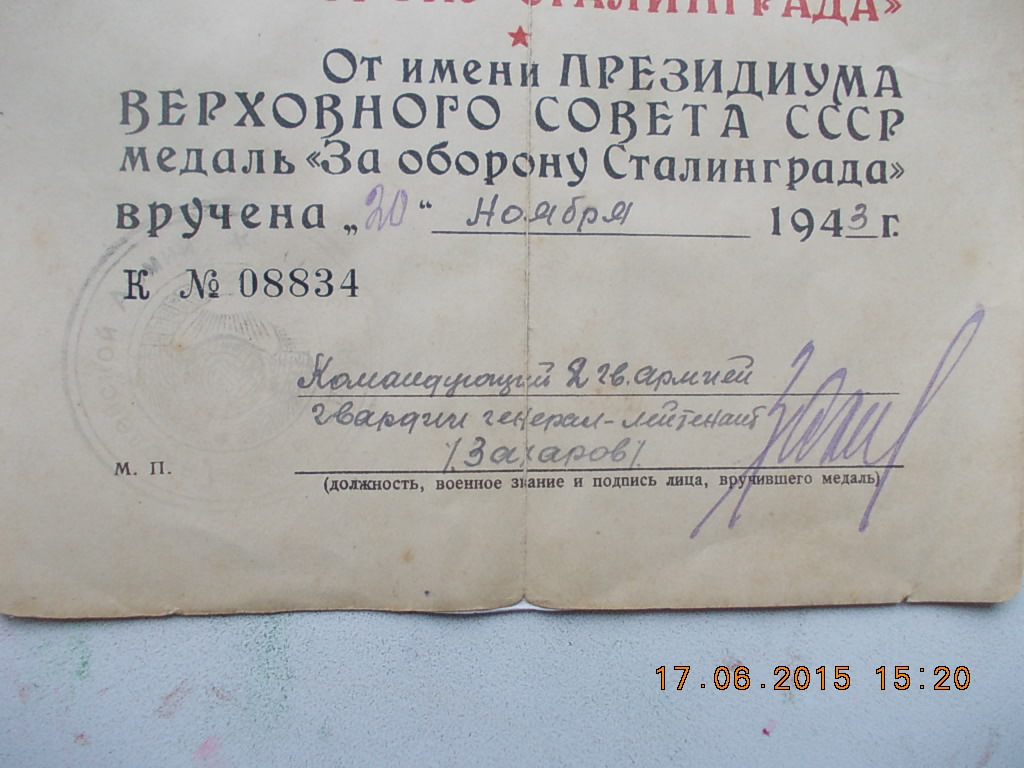 СТАЛИНГРАДА»
От имени ПРЕЗИДИУМА
ВЕРХОВНОГО СОВЕТА СССР
медаль «За оборону Сталинграда»
вручена „20“ Ноября 1943 г.
К № 08834
Командующий 2 гв. армией
гвардии генерал-лейтенант
/Захаров/
М. П.
(должность, военное звание и подпись лица, вручившего медаль)
17.06.2015 15:20